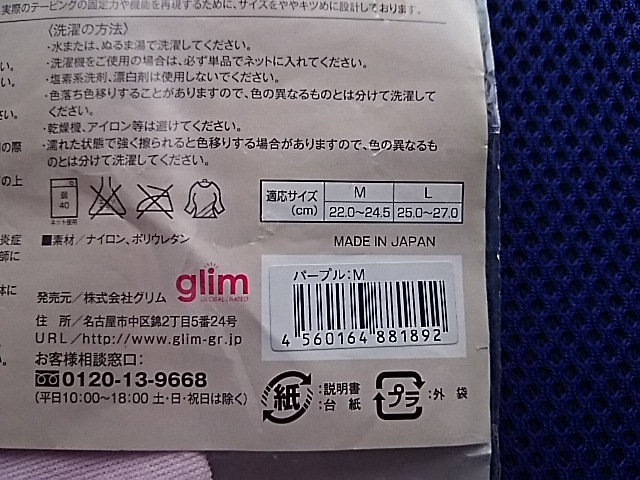 実際のテーピングの固定力や機能を再現するために、サイズをややキツめに設計しております。
〈洗濯の方法〉
・水または、ぬるま湯で洗濯してください。
・洗濯機をご使用の場合は、必ず単品でネットに入れてください。
・塩素系洗剤、漂白剤は使用しないでください。
・色落ち色移りすることがありますので、色の異なるものとは分けて洗濯して
ください。
・乾燥機、アイロン等は避けてください。
・濡れた状態で強く擦られると色移りする場合がありますので、色の異なるも
のとは分けて洗濯してください。
弱
40
ネット使用
適応サイズ
(cm)
M L
22.0~24.5 25.0~27.0
■素材/ナイロン、ポリウレタン
MADE IN JAPAN
発売元/株式会社グリム
glim
GLOBAL LIMITED
パープル:M
4 560164 881892
住 所/名古屋市中区錦2丁目5番24号
URL/http://www.glim-gr.jp
お客様相談窓口:
0120-13-9668
(平日10:00~18:00 土・日・祝日は除く)
紙
:説明書
:台 紙
プラ
:外 袋